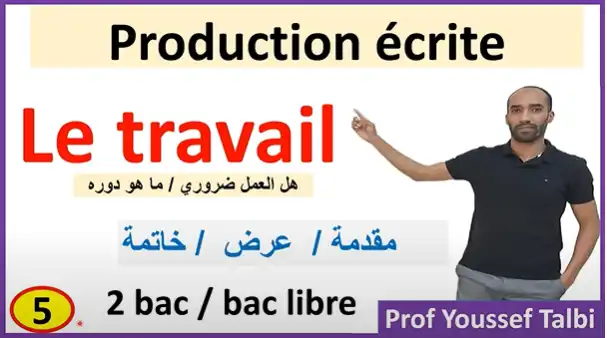 Production écrite
Le travail
هل العمل ضروري / ما هو دوره
مقدمة / عرض / خاتمة
5
2 bac / bac libre
Prof Youssef Talbi